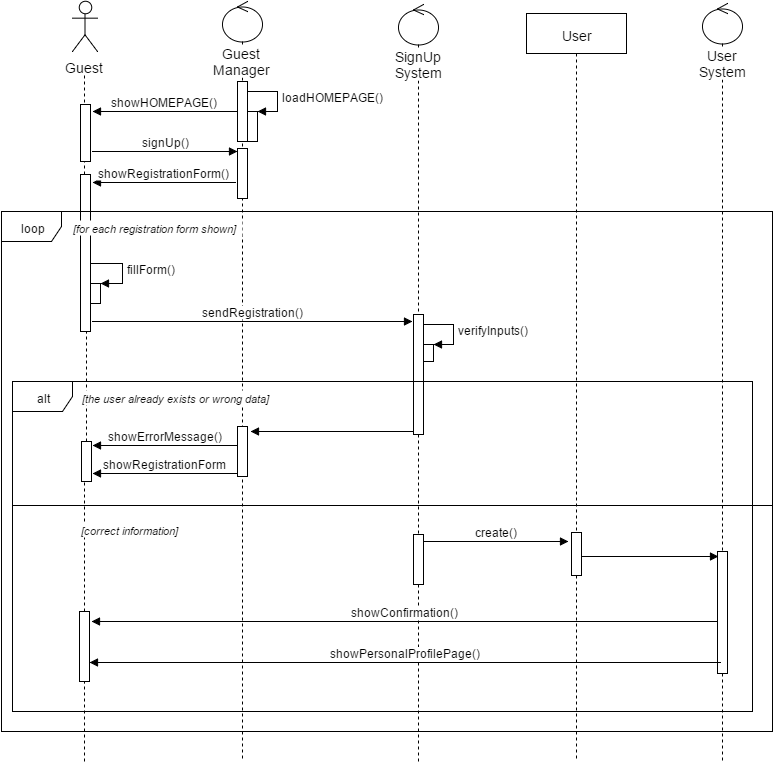 Guest
Guest
Manager
SignUp
System
User
User
System
loadHOMEPAGE()
showHOMEPAGE()
signUp()
showRegistrationForm()
loop
[for each registration form shown]
fillForm()
sendRegistration()
verifyInputs()
alt
[the user already exists or wrong data]
showErrorMessage()
showRegistrationForm
[correct information]
create()
showConfirmation()
showPersonalProfilePage()